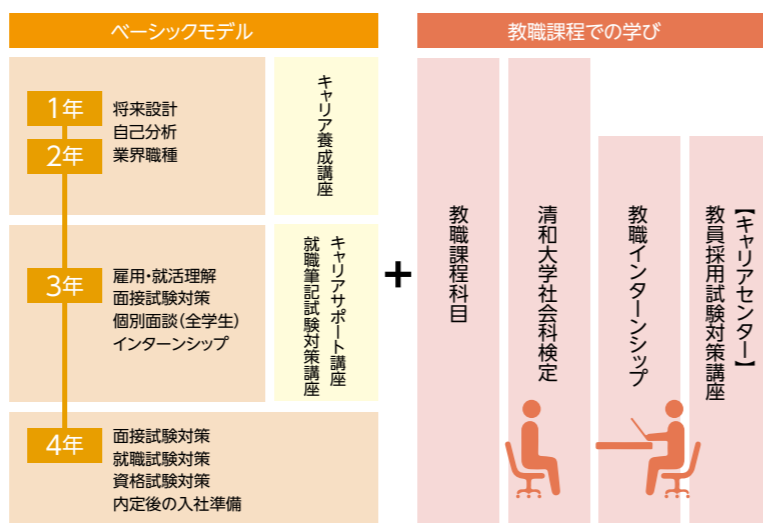 ベーシックモデル
1年
2年
将来設計
自己分析
業界職種
キャリア養成講座
3年
雇用・就活理解
面接試験対策
個別面談(全学生)
インターンシップ
キャリアサポート講座
就職筆記試験対策講座
4年
面接試験対策
就職試験対策
資格試験対策
内定後の入社準備
+
教職課程での学び
教職課程科目
清和大学社会科検定
教職インターンシップ
【キャリアセンター】
教員採用試験対策講座